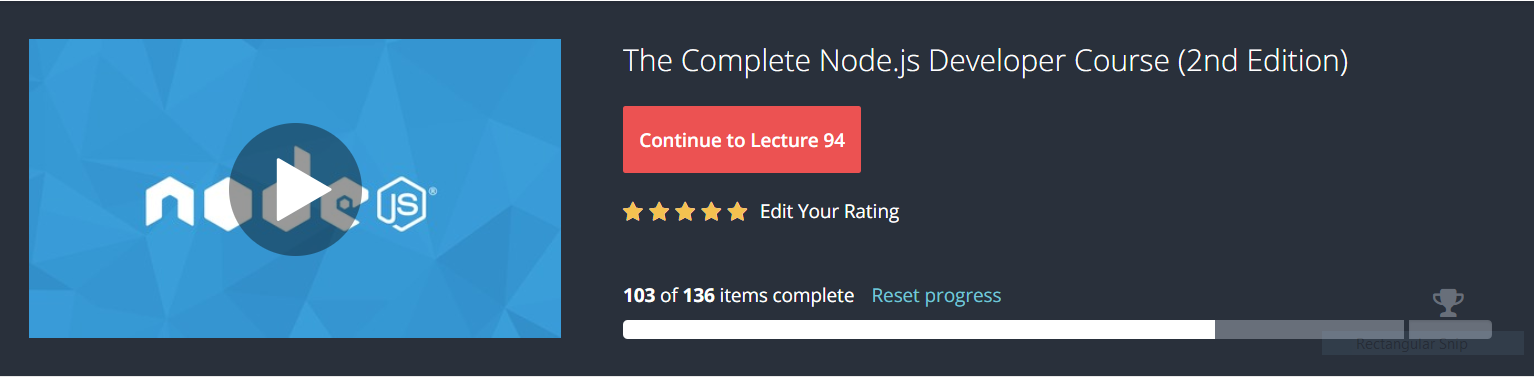 The Complete Node.js Developer Course (2nd Edition)
Continue to Lecture 94
node JS®
Edit Your Rating
103 of 136 items complete Reset progress
Rectangular Snip